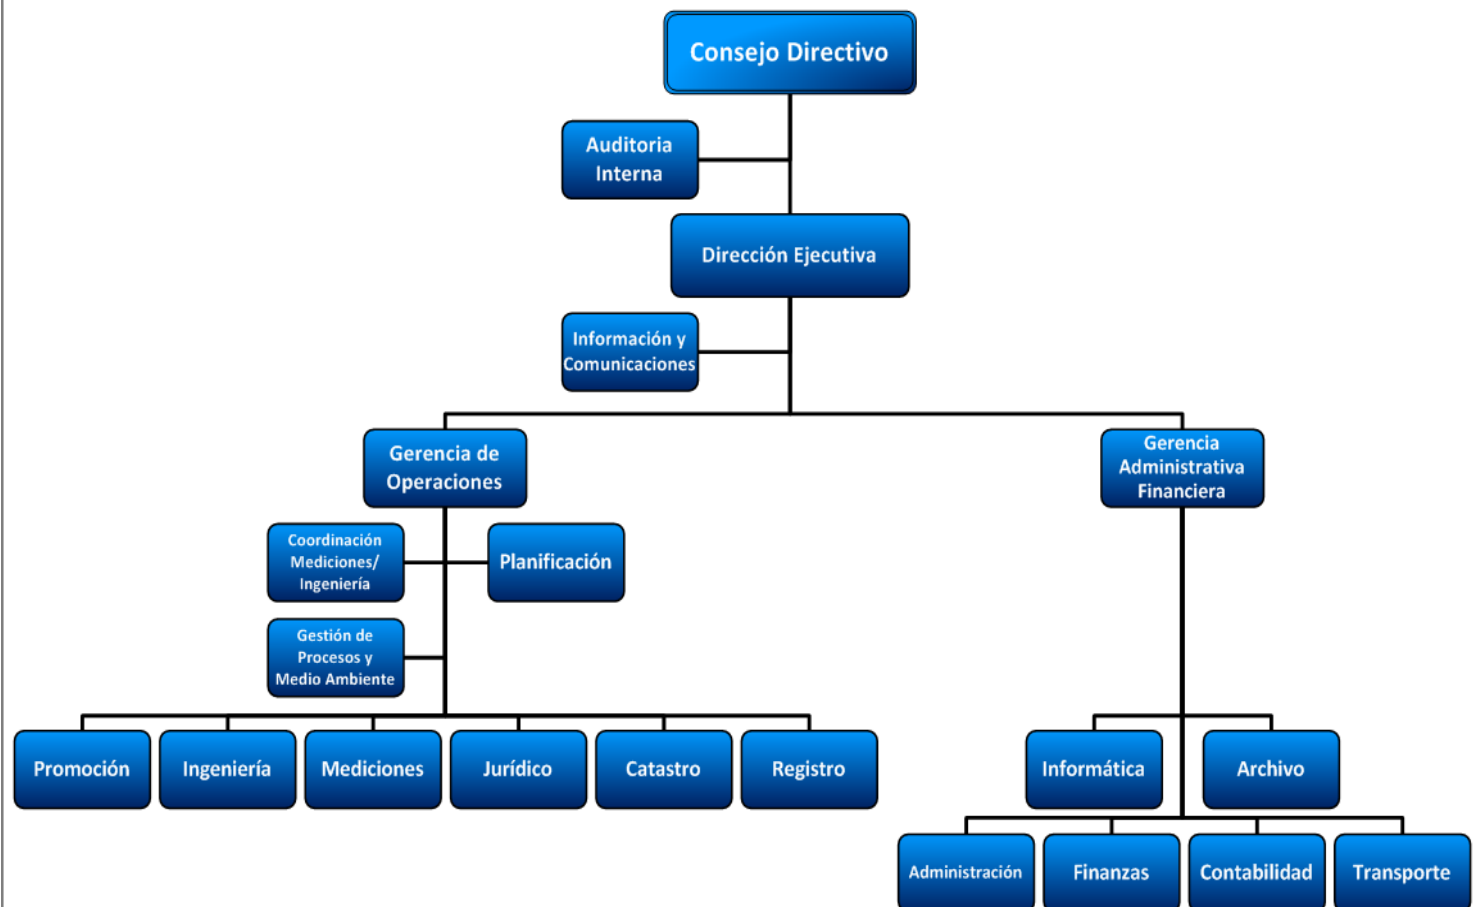 Consejo Directivo
Auditoria
Interna
Dirección Ejecutiva
Información y
Comunicaciones
Gerencia de
Operaciones
Gerencia
Administrativa
Financiera
Coordinación
Mediciones/
Ingeniería
Planificación
Gestión de
Procesos y
Medio Ambiente
Promoción
Ingeniería
Mediciones
Jurídico
Catastro
Registro
Informática
Archivo
Administración
Finanzas
Contabilidad
Transporte